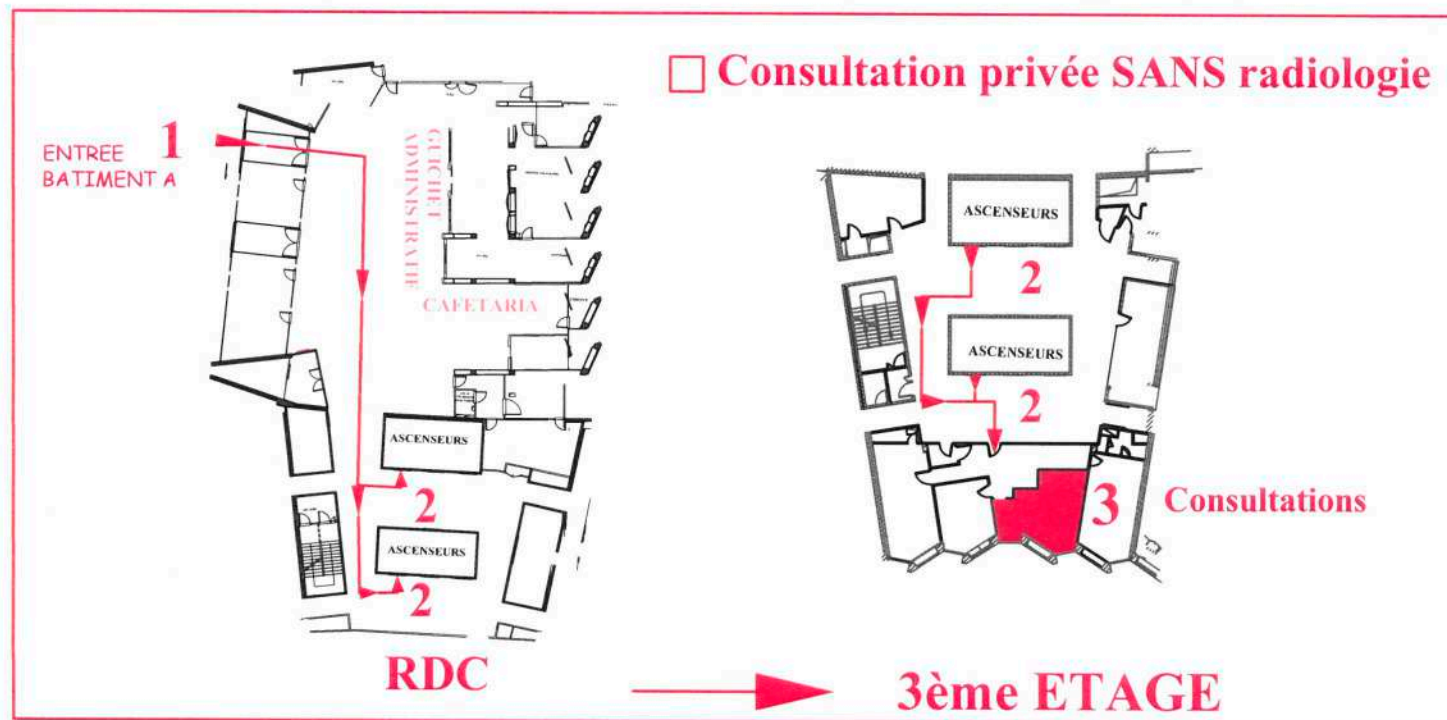 Consultation privée SANS radiologie
1
ENTREE
BATIMENT A
GUICHET
ADMINISTRATIF
CAFETARIA
ASCENSEURS
2
ASCENSEURS
2
RDC
ASCENSEURS
2
ASCENSEURS
2
3
Consultations
3ème ETAGE